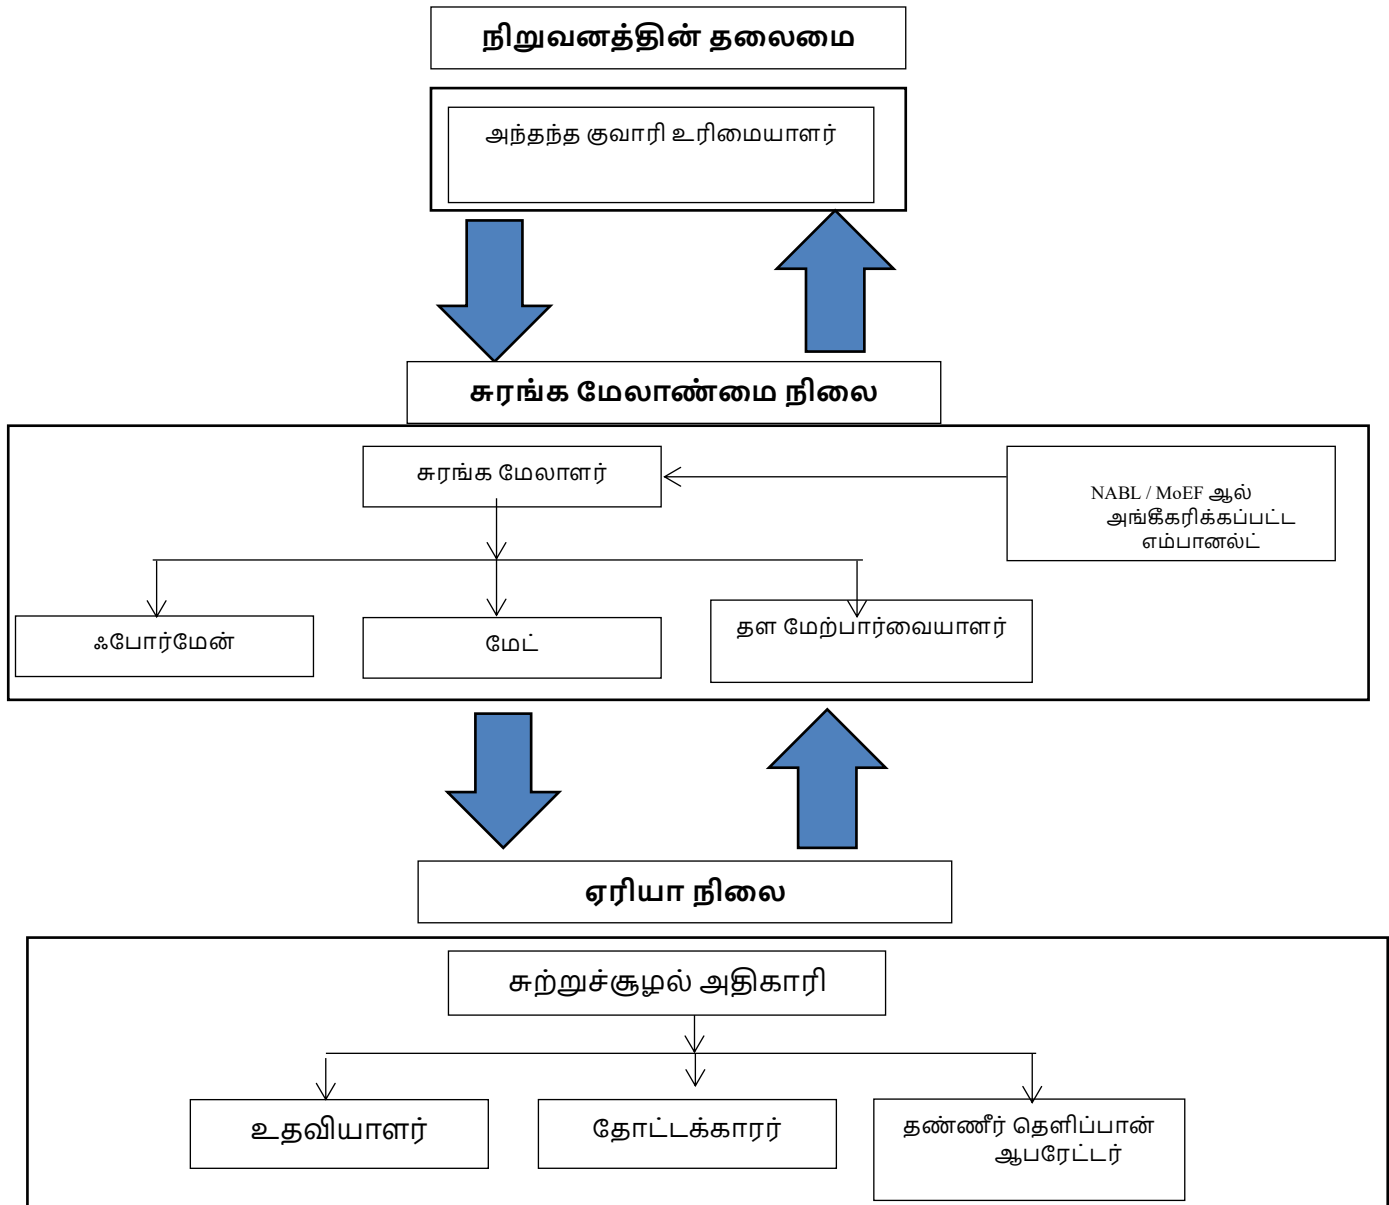 நிறுவனத்தின் தலைமை
அந்தந்த குவாரி உரிமையாளர்
சுரங்க மேலாண்மை நிலை
சுரங்க மேலாளர்
NABL / MoEF ஆல்
அங்கீகரிக்கப்பட்ட
எம்பானல்ட்
ஃபோர்மேன்
மேட்
தள மேற்பார்வையாளர்
ஏரியா நிலை
சுற்றுச்சூழல் அதிகாரி
உதவியாளர்
தோட்டக்காரர்
தண்ணீர் தெளிப்பான்
ஆபரேட்டர்